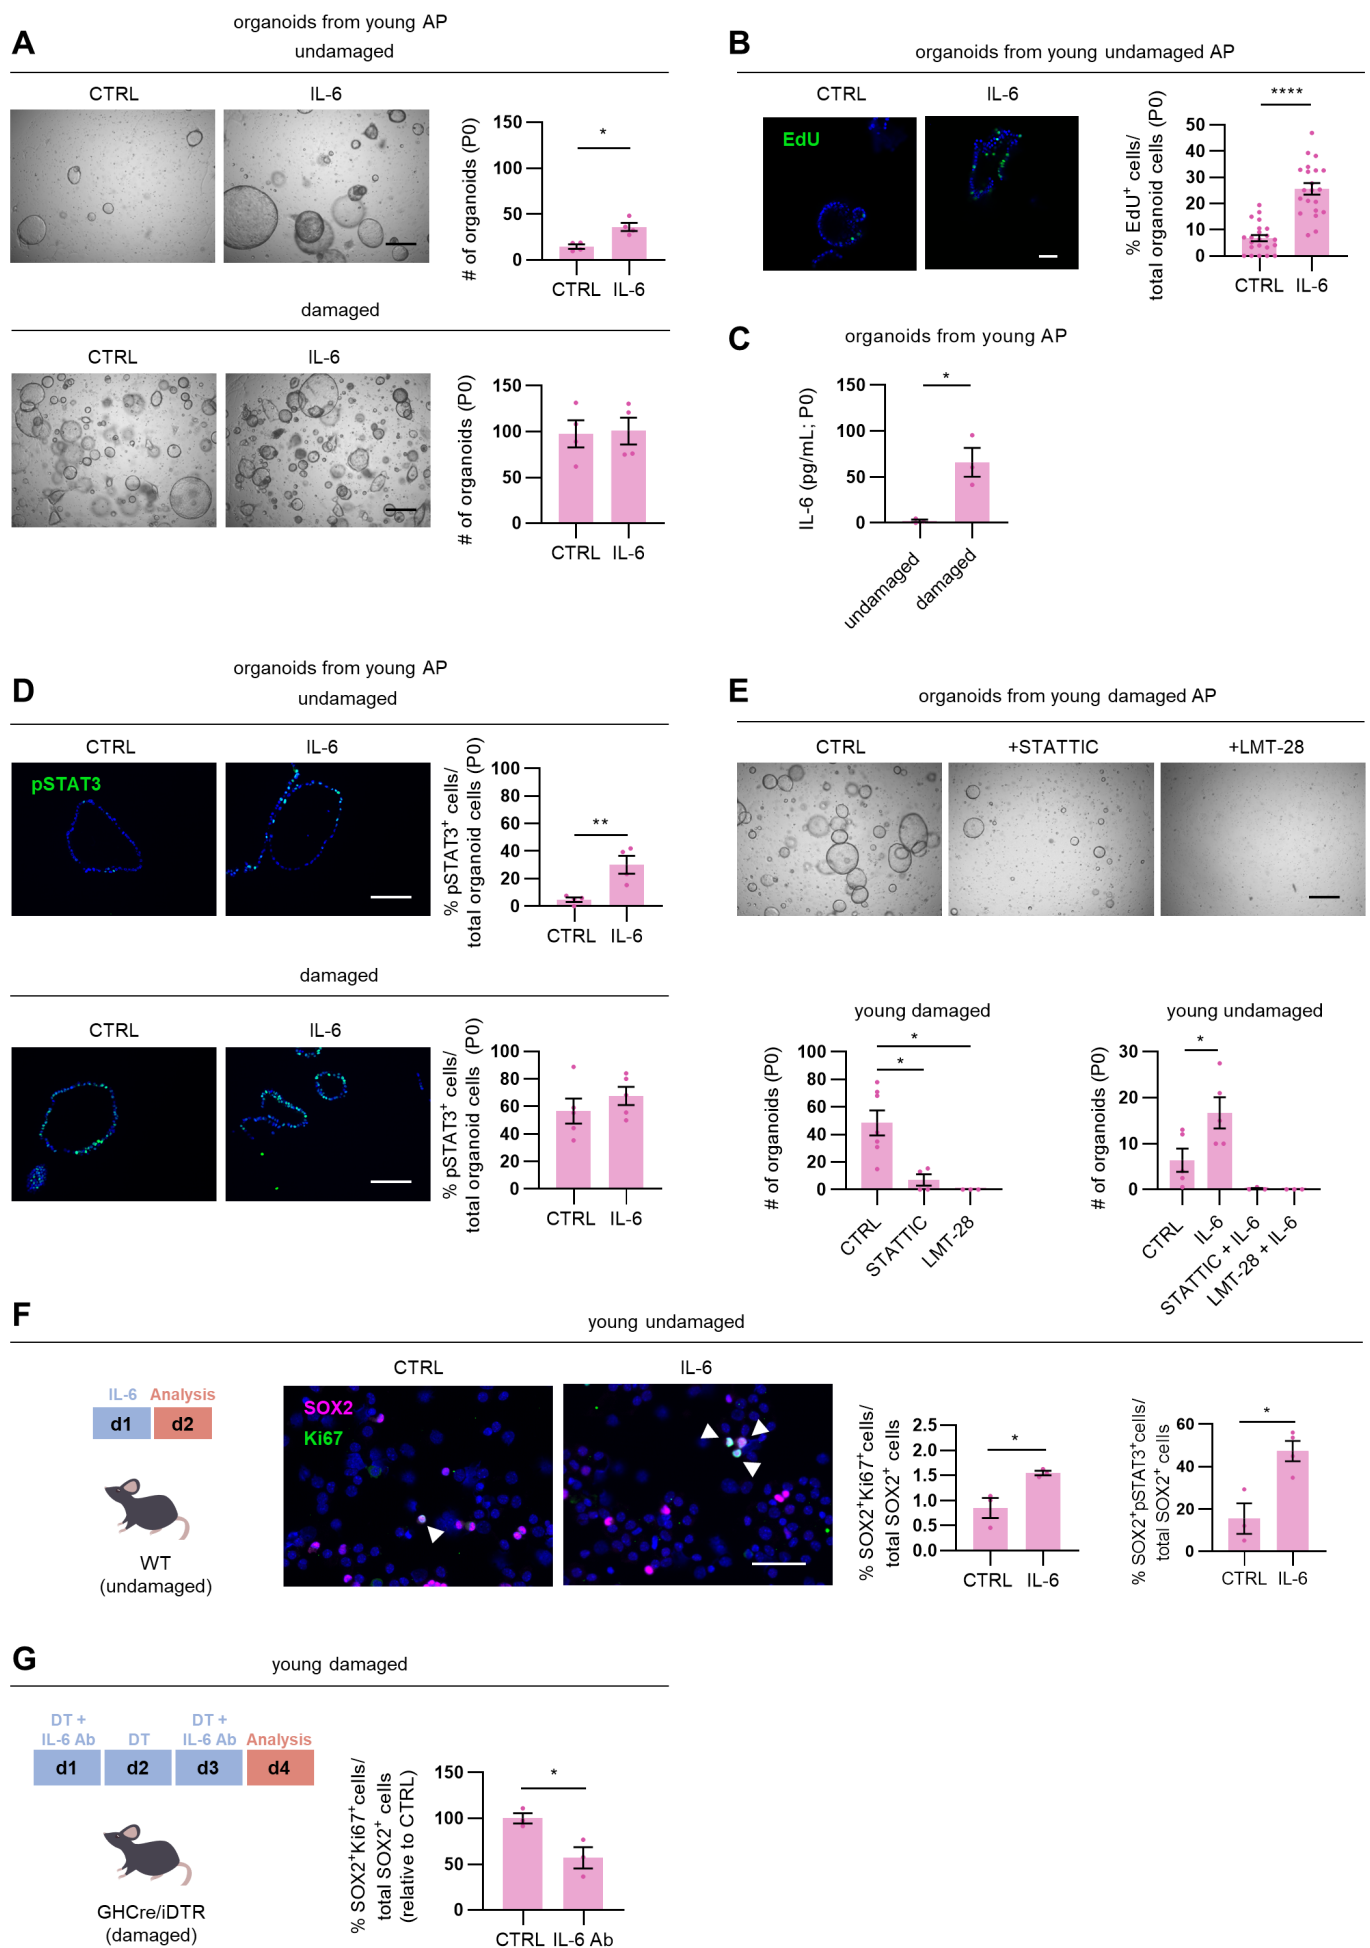 A
organoids from young AP
undamaged
CTRL
IL-6
# of organoids (P0)
150
100
50
0
*
CTRL IL-6
damaged
CTRL
IL-6
# of organoids (P0)
150
100
50
0
CTRL IL-6
B
organoids from young undamaged AP
CTRL
IL-6
EdU
% EdU⁺ cells/
total organoid cells (P0)
50
40
30
20
10
0
****
CTRL IL-6
C
organoids from young AP
IL-6 (pg/mL; P0)
150
100
50
0
*
undamaged
damaged
D
organoids from young AP
undamaged
CTRL
IL-6
pSTAT3
% pSTAT3⁺ cells/
total organoid cells (P0)
100
80
60
40
20
0
**
CTRL IL-6
damaged
CTRL
IL-6
% pSTAT3⁺ cells/
total organoid cells (P0)
100
80
60
40
20
0
CTRL IL-6
E
organoids from young damaged AP
CTRL
+STATTIC
+LMT-28
young damaged
# of organoids (P0)
100
80
60
40
20
0
*
*
CTRL
STATTIC
LMT-28
young undamaged
# of organoids (P0)
30
20
10
0
*
CTRL
IL-6
STATTIC + IL-6
LMT-28 + IL-6
F
young undamaged
IL-6 Analysis
d1 d2
WT
(undamaged)
CTRL
IL-6
SOX2
Ki67
% SOX2⁺Ki67⁺cells/
total SOX2⁺ cells
2.5
2.0
1.5
1.0
0.5
0.0
*
CTRL IL-6
% SOX2⁺pSTAT3⁺cells/
total SOX2⁺ cells
60
40
20
0
*
CTRL IL-6
G
young damaged
DT +
IL-6 Ab
DT
DT +
IL-6 Ab
Analysis
d1 d2 d3 d4
GHCre/iDTR
(damaged)
% SOX2⁺Ki67⁺cells/
total SOX2⁺ cells
(relative to CTRL)
150
100
50
0
*
CTRL IL-6 Ab